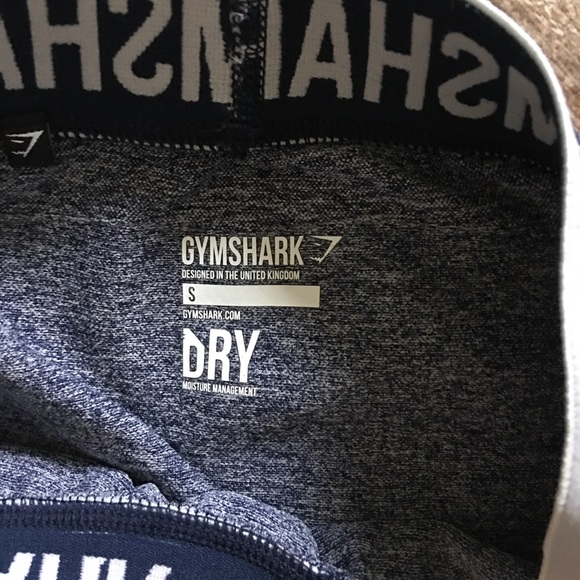 GYMSHARK
DESIGNED IN THE UNITED KINGDOM
S
GYMSHARK.COM
DRY
MOISTURE MANAGEMENT